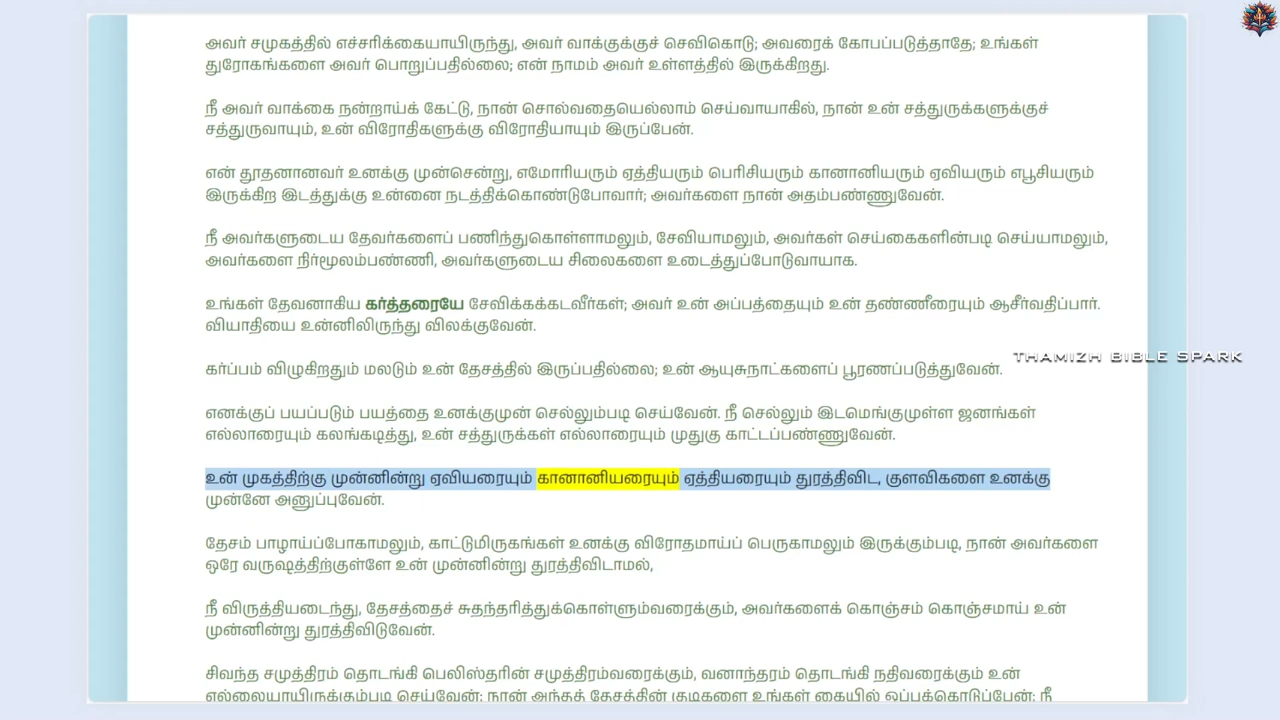 அவர் சமுகத்தில் எச்சரிக்கையாயிருந்து, அவர் வாக்குக்குச் செவிகொடு; அவரைக் கோபப்படுத்தாதே; உங்கள்
துரோகங்களை அவர் பொறுப்பதில்லை; என் நாமம் அவர் உள்ளத்தில் இருக்கிறது.
நீ அவர் வாக்கை நன்றாய்க் கேட்டு, நான் சொல்வதையெல்லாம் செய்வாயாகில், நான் உன் சத்துருக்களுக்குச்
சத்துருவாயும், உன் விரோதிகளுக்கு விரோதியாயும் இருப்பேன்.
என் தூதனானவர் உனக்கு முன்சென்று, எமோரியரும் ஏத்தியரும் பெரிசியரும் கானானியரும் ஏவியரும் எபூசியரும்
இருக்கிற இடத்துக்கு உன்னை நடத்திக்கொண்டுபோவார்; அவர்களை நான் அதம்பண்ணுவேன்.
நீ அவர்களுடைய தேவர்களைப் பணிந்துகொள்ளாமலும், சேவியாமலும், அவர்கள் செய்கைகளின்படி செய்யாமலும்,
அவர்களை நிர்மூலம்பண்ணி, அவர்களுடைய சிலைகளை உடைத்துப்போடுவாயாக.
உங்கள் தேவனாகிய கர்த்தரையே சேவிக்கக்கடவீர்கள்; அவர் உன் அப்பத்தையும் உன் தண்ணீரையும் ஆசீர்வதிப்பார்.
வியாதியை உன்னிலிருந்து விலக்குவேன்.
கர்ப்பம் விழுகிறதும் மலடும் உன் தேசத்தில் இருப்பதில்லை; உன் ஆயுசுநாட்களைப் பூரணப்படுத்துவேன்.
THAMIZH BIBLE SPARK
எனக்குப் பயப்படும் பயத்தை உனக்குமுன் செல்லும்படி செய்வேன். நீ செல்லும் இடமெங்குமுள்ள ஜனங்கள்
எல்லாரையும் கலங்கடித்து, உன் சத்துருக்கள் எல்லாரையும் முதுகு காட்டப்பண்ணுவேன்.
உன் முகத்திற்கு முன்னின்று ஏவியரையும் கானானியரையும் ஏத்தியரையும் துரத்திவிட, குளவிகளை உனக்கு
முன்னே அனுப்புவேன்.
தேசம் பாழாய்ப்போகாமலும், காட்டுமிருகங்கள் உனக்கு விரோதமாய்ப் பெருகாமலும் இருக்கும்படி, நான் அவர்களை
ஒரே வருஷத்திற்குள்ளே உன் முன்னின்று துரத்திவிடாமல்,
நீ விருத்தியடைந்து, தேசத்தைச் சுதந்தரித்துக்கொள்ளும்வரைக்கும், அவர்களைக் கொஞ்சம் கொஞ்சமாய் உன்
முன்னின்று துரத்திவிடுவேன்.
சிவந்த சமுத்திரம் தொடங்கி பெலிஸ்தரின் சமுத்திரம்வரைக்கும், வனாந்தரம் தொடங்கி நதிவரைக்கும் உன்
எல்லையாயிருக்கும்படி செய்வேன்; நான் அந்தத் தேசத்தின் குடிகளை உங்கள் கையில் ஒப்புக்கொடுப்பேன்; நீ